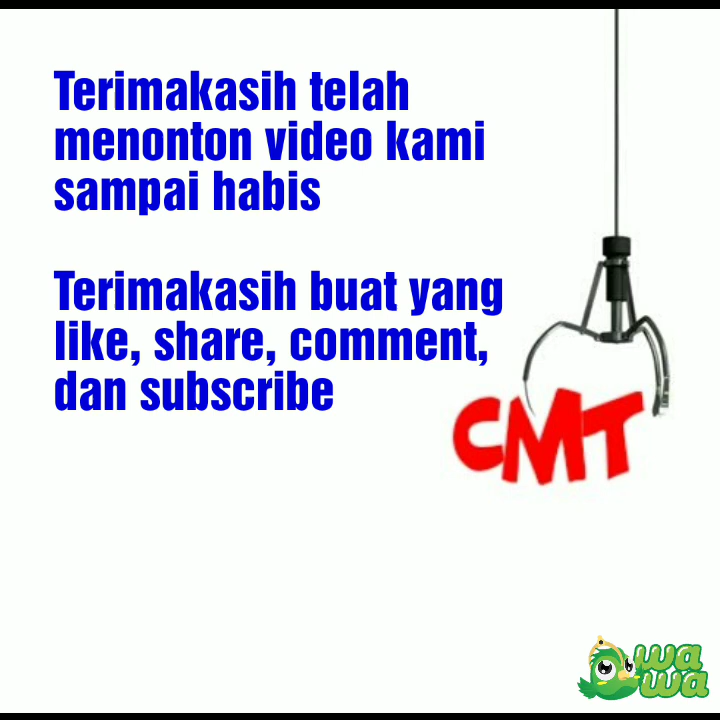 Terimakasih telah
menonton video kami
sampai habis
Terimakasih buat yang
like, share, comment,
dan subscribe
CMT
wa
wa